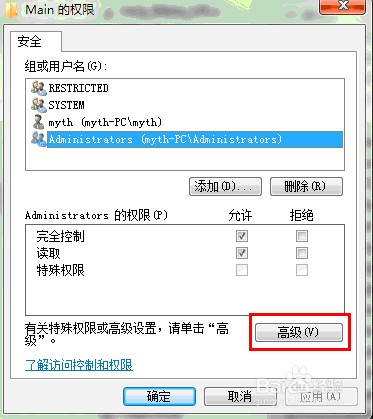 Main 的权限
安全
组或用户名(G):
RESTRICTED
SYSTEM
myth (myth-PC\myth)
Administrators (myth-PC\Administrators)
添加(D)... 删除(R)
Administrators 的权限(P) 允许 拒绝
完全控制
读取
特殊权限
有关特殊权限或高级设置，请单击“高
级”。
高级(V)
了解访问控制和权限
确定 取消 应用(A)